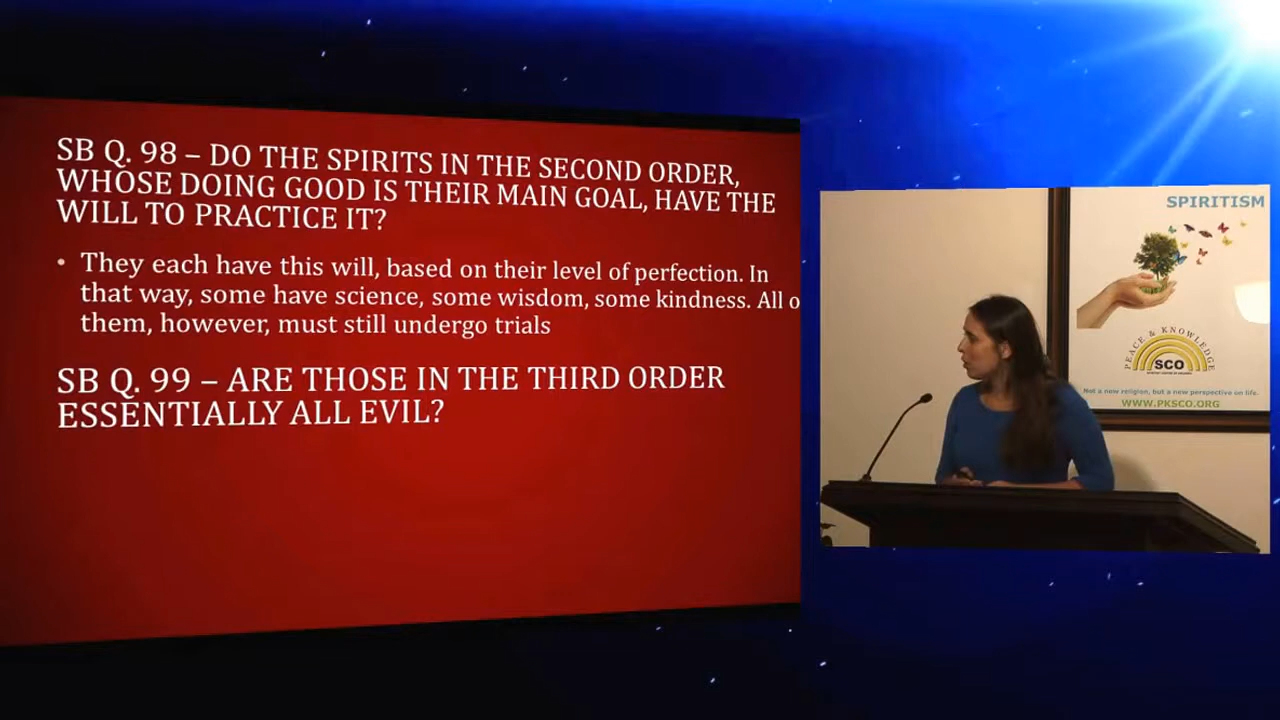 SB Q. 98 – DO THE SPIRITS IN THE SECOND ORDER,
WHOSE DOING GOOD IS THEIR MAIN GOAL, HAVE THE
WILL TO PRACTICE IT?
• They each have this will, based on their level of perfection. In
that way, some have science, some wisdom, some kindness. All o
them, however, must still undergo trials
SB Q. 99 – ARE THOSE IN THE THIRD ORDER
ESSENTIALLY ALL EVIL?
SPIRITISM
PEACE & KNOWLEDGE
SCO
Not a new religion, but a new perspective on life.
WWW.PKSCO.ORG